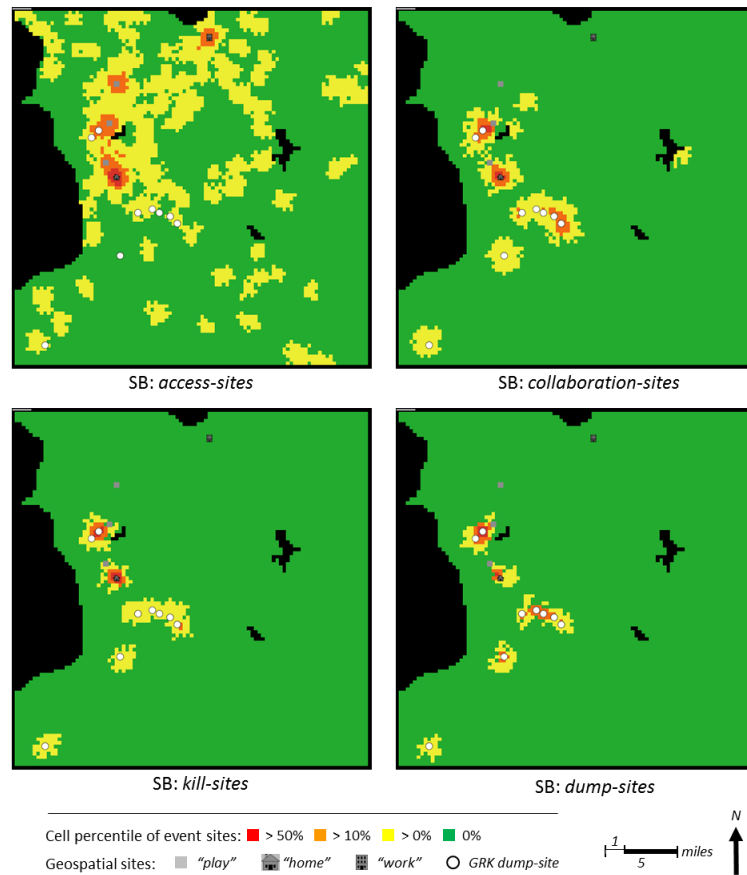 SB: access-sites
SB: collaboration-sites
SB: kill-sites
SB: dump-sites
Cell percentile of event sites: > 50% > 10% > 0% 0%
Geospatial sites: “play” “home” “work” GRK dump-site
1
5
miles
N